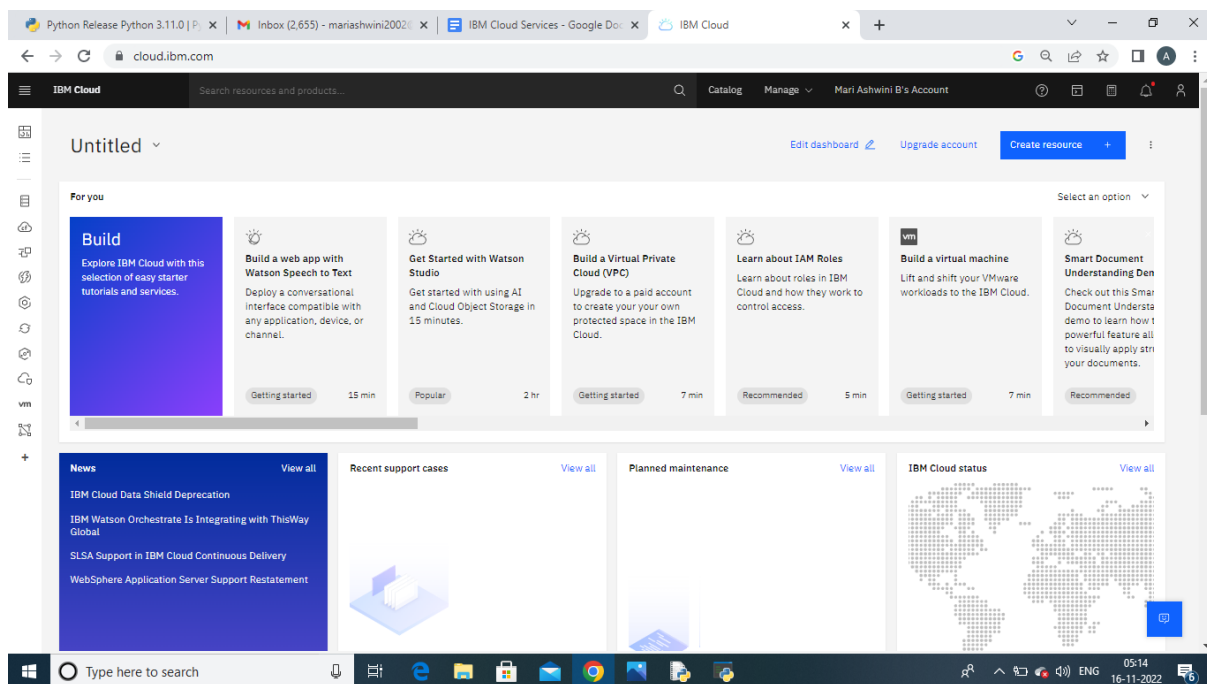 Python Release Python 3.11.0 | Py
Inbox (2,655) - mariashwini2002@
IBM Cloud Services - Google Doc
IBM Cloud
cloud.ibm.com
A
IBM Cloud
Search resources and products...
Catalog
Manage
Mari Ashwini B's Account
Untitled
Edit dashboard
Upgrade account
Create resource +
For you
Select an option
Build
Explore IBM Cloud with this
selection of easy starter
tutorials and services.
Build a web app with
Watson Speech to Text
Deploy a conversational
interface compatible with
any application, device, or
channel.
Getting started
15 min
Get Started with Watson
Studio
Get started with using AI
and Cloud Object Storage in
15 minutes.
Popular
2 hr
Build a Virtual Private
Cloud (VPC)
Upgrade to a paid account
to create your your own
protected space in the IBM
Cloud.
Getting started
7 min
Learn about IAM Roles
Learn about roles in IBM
Cloud and how they work to
control access.
Recommended
5 min
vm
Build a virtual machine
Lift and shift your VMware
workloads to the IBM Cloud.
Getting started
7 min
Smart Document
Understanding Den
Check out this Smar
Document Understa
demo to learn how t
powerful feature all
to visually apply stru
your documents.
Recommended
vm
News
View all
IBM Cloud Data Shield Deprecation
IBM Watson Orchestrate Is Integrating with ThisWay
Global
SLSA Support in IBM Cloud Continuous Delivery
WebSphere Application Server Support Restatement
Recent support cases
View all
Planned maintenance
View all
IBM Cloud status
View all
Type here to search
ENG
05:14
16-11-2022
6